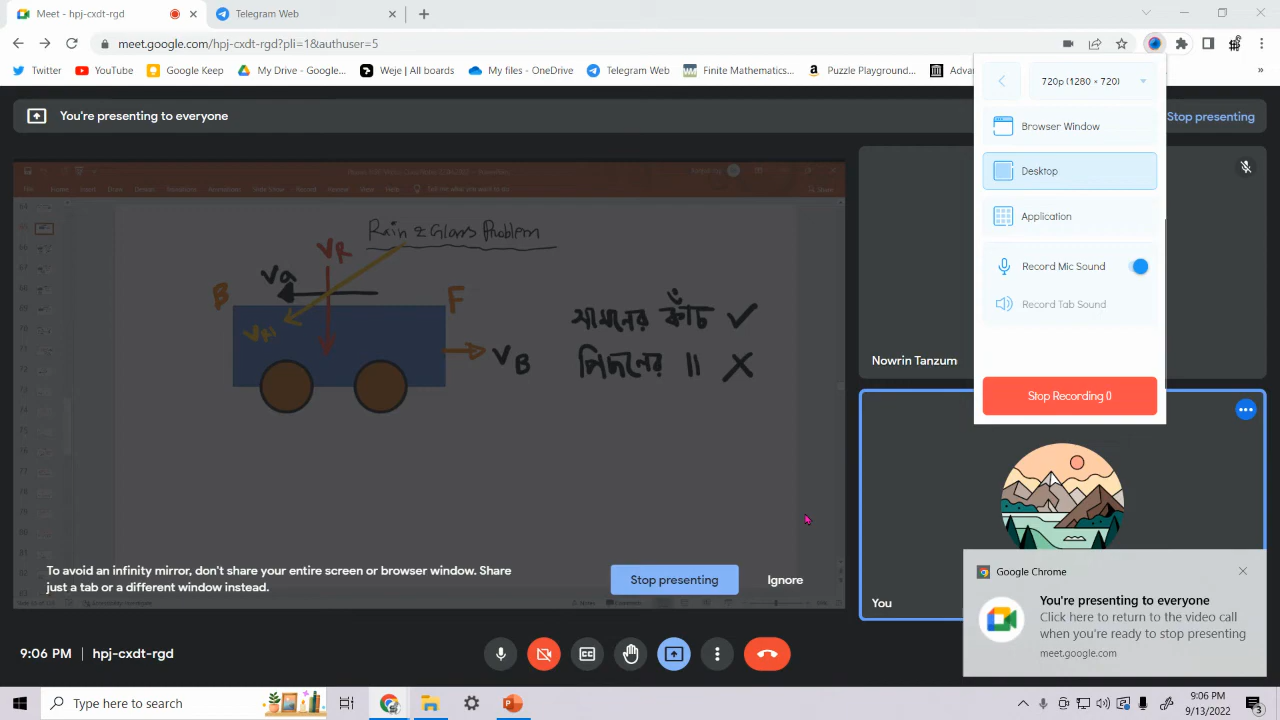 Meet - hpj-cxdt-rgd
Telegram Web
meet.google.com/hpj-cxdt-rgd?pli=1&authuser=5
Twitter
YouTube
Google Keep
My Drive - Google...
Weje | All boards
My files - OneDrive
Telegram Web
Finite Mathematics...
Puzzle Playground...
Advan
»
You're presenting to everyone
Stop presenting
720p (1280 × 720)
Browser Window
Desktop
Application
Record Mic Sound
Record Tab Sound
Stop Recording 0
Rain & Glass Problem
VR
B
F
VB
সামনের কাঁচ ✓
পিছনের 11 X
Nowrin Tanzum
To avoid an infinity mirror, don't share your entire screen or browser window. Share
just a tab or a different window instead.
Stop presenting
Ignore
You
Google Chrome
You're presenting to everyone
Click here to return to the video call
when you're ready to stop presenting
meet.google.com
9:06 PM | hpj-cxdt-rgd
Type here to search
9:06 PM
9/13/2022
3